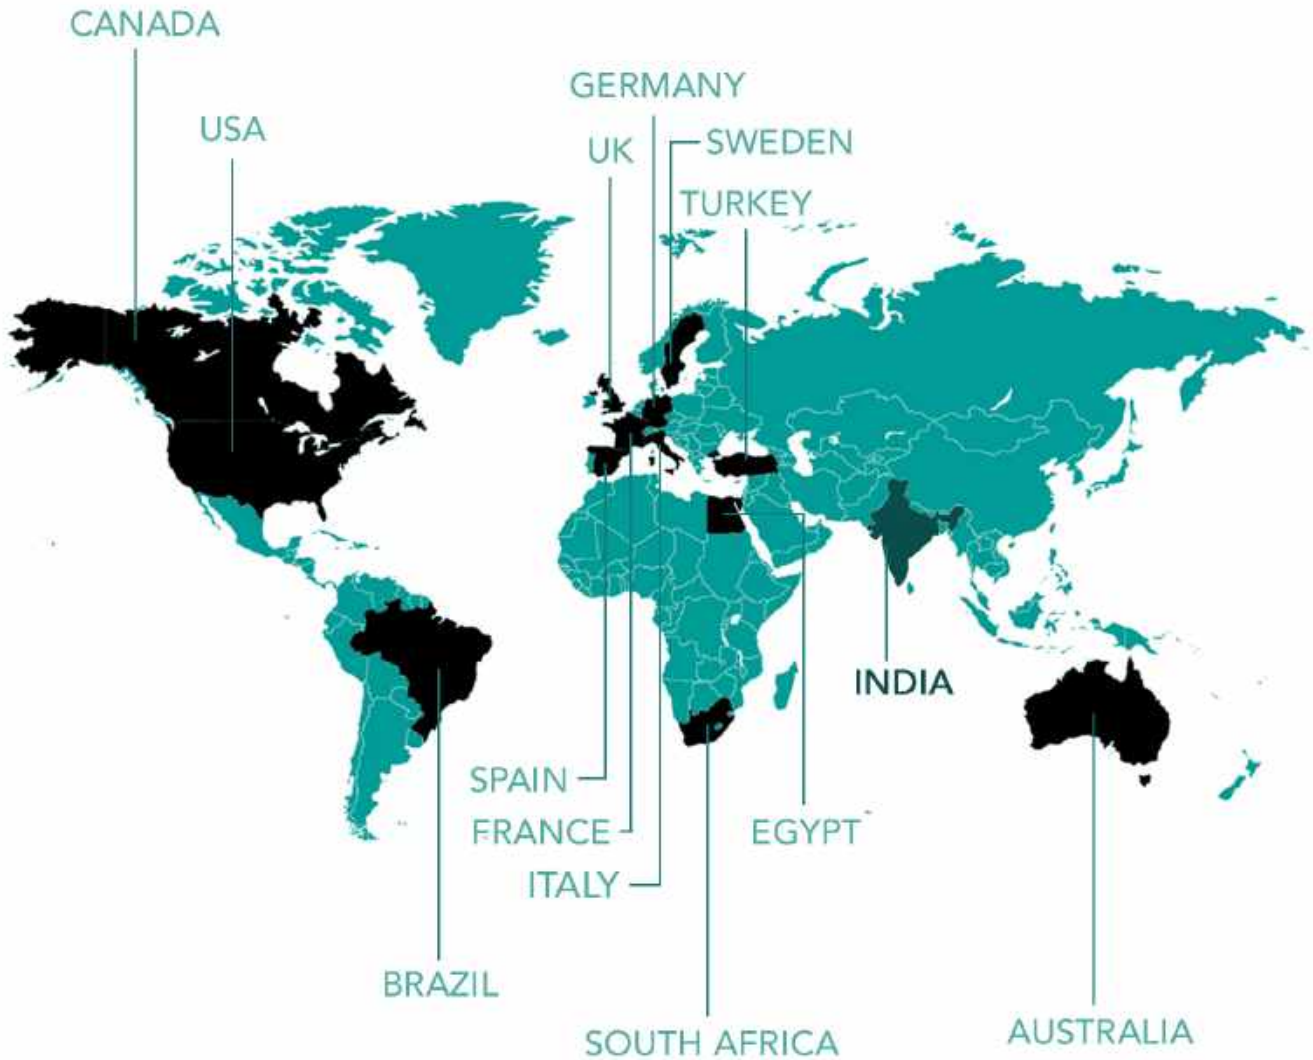 CANADA
GERMANY
USA
UK
SWEDEN
TURKEY
INDIA
SPAIN
FRANCE
EGYPT
ITALY
BRAZIL
SOUTH AFRICA
AUSTRALIA